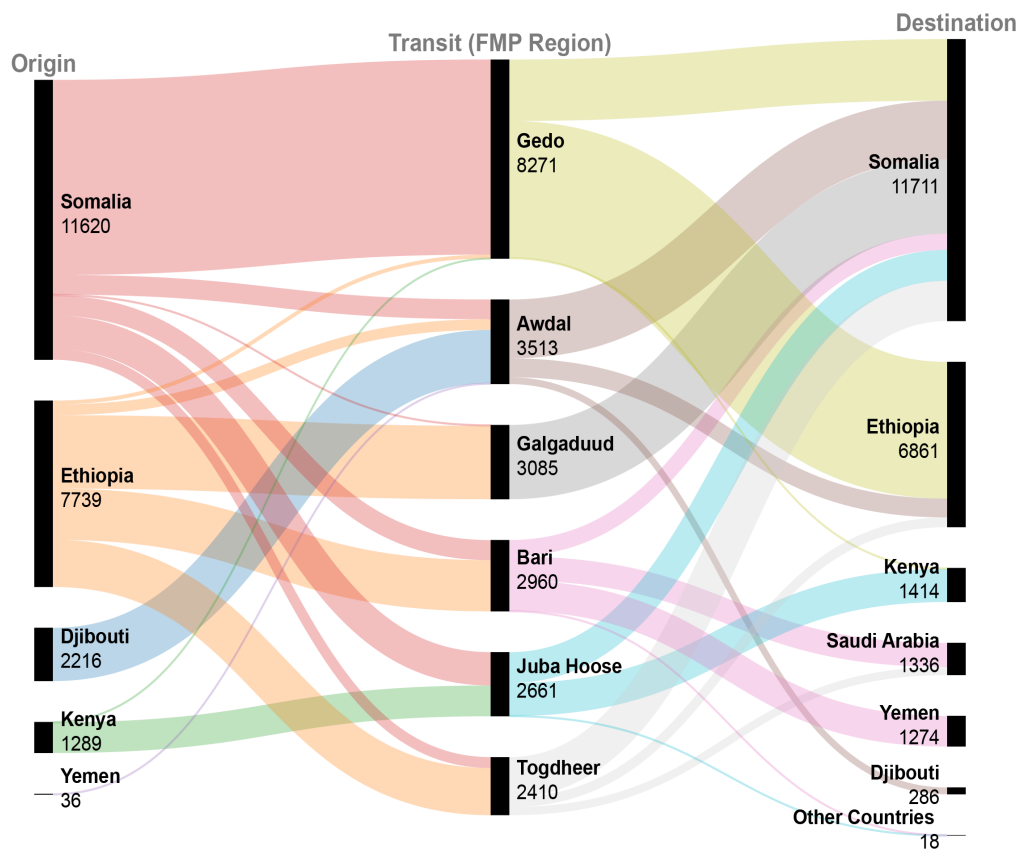 Origin
Transit (FMP Region)
Destination
Somalia
11620
Ethiopia
7739
Djibouti
2216
Kenya
1289
Yemen
36
Gedo
8271
Awdal
3513
Galgaduud
3085
Bari
2960
Juba Hoose
2661
Togdheer
2410
Somalia
11711
Ethiopia
6861
Kenya
1414
Saudi Arabia
1336
Yemen
1274
Djibouti
286
Other Countries
18